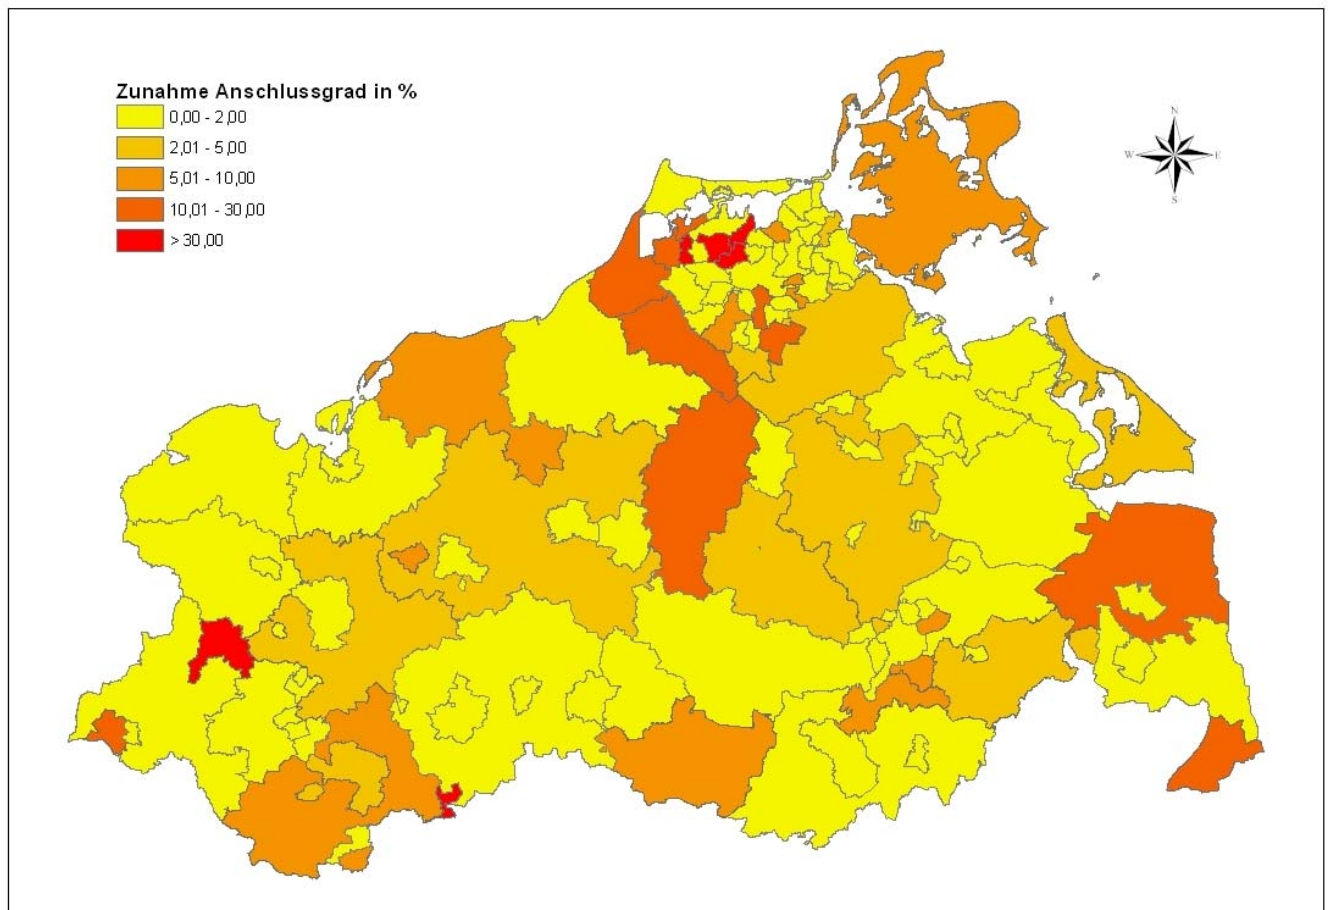 Zunahme Anschlussgrad in %
0,00 - 2,00
2,01 - 5,00
5,01 - 10,00
10,01 - 30,00
> 30,00
N
W E
S